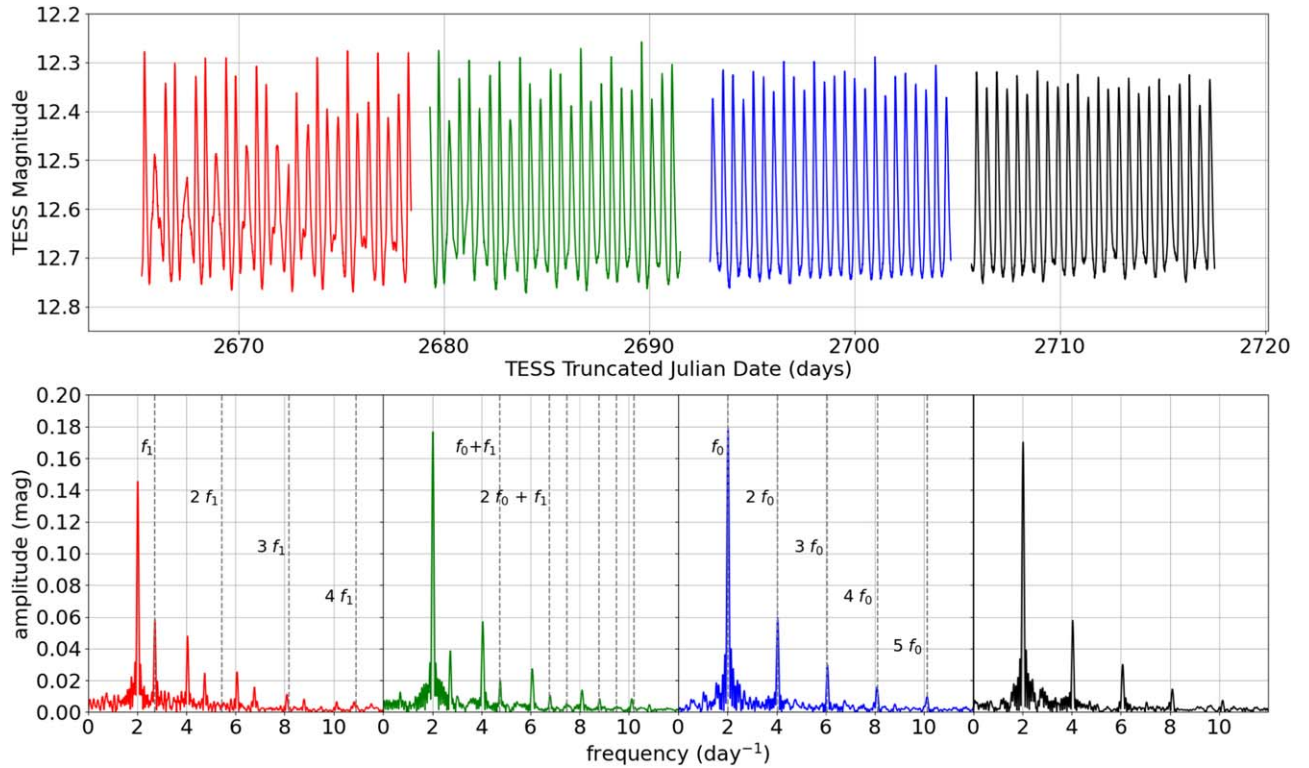 12.2
12.3
12.4
12.5
12.6
12.7
12.8
TESS Magnitude
2670 2680 2690 2700 2710 2720
TESS Truncated Julian Date (days)
0.20
0.18
0.16
0.14
0.12
0.10
0.08
0.06
0.04
0.02
0.00
amplitude (mag)
f₁ f₀+f₁ f₀
2 f₁ 2 f₀ + f₁ 2 f₀
3 f₁ 3 f₀
4 f₁ 4 f₀
5 f₀
0 2 4 6 8 10 0 2 4 6 8 10 0 2 4 6 8 10 0 2 4 6 8 10
frequency (day⁻¹)